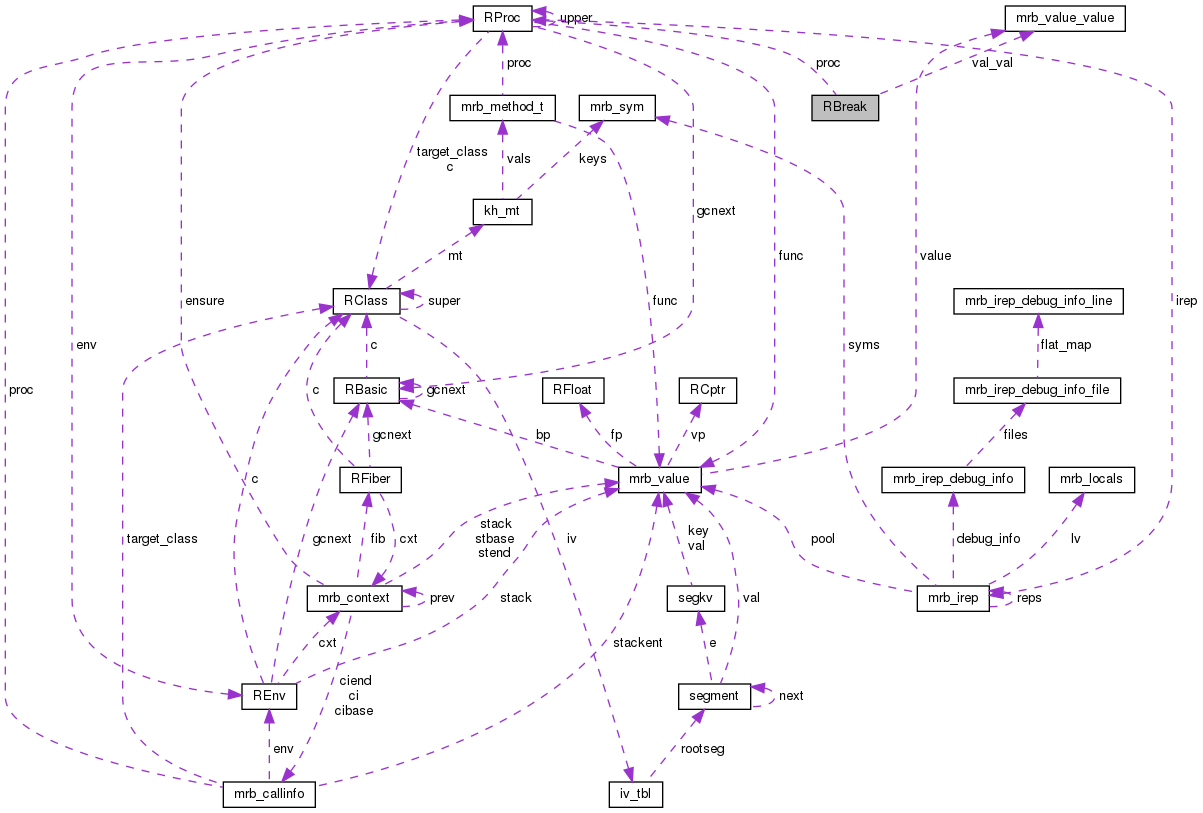 RProc
upper
mrb_value_value
proc
proc
val_val
RBreak
mrb_method_t
mrb_sym
target_class
c
vals
keys
kh_mt
gcnext
mt
func
value
ensure
RClass
super
func
mrb_irep_debug_info_line
irep
env
c
syms
flat_map
proc
c
RBasic
gcnext
RFloat
RCptr
mrb_irep_debug_info_file
gcnext
bp
fp
vp
files
c
RFiber
mrb_value
mrb_irep_debug_info
mrb_locals
target_class
gcnext
fib
cxt
stack
stbase
stend
iv
key
val
pool
debug_info
lv
mrb_context
prev
stack
segkv
val
mrb_irep
reps
cxt
e
stackent
REnv
ciend
ci
cibase
segment
next
env
rootseg
mrb_callinfo
iv_tbl